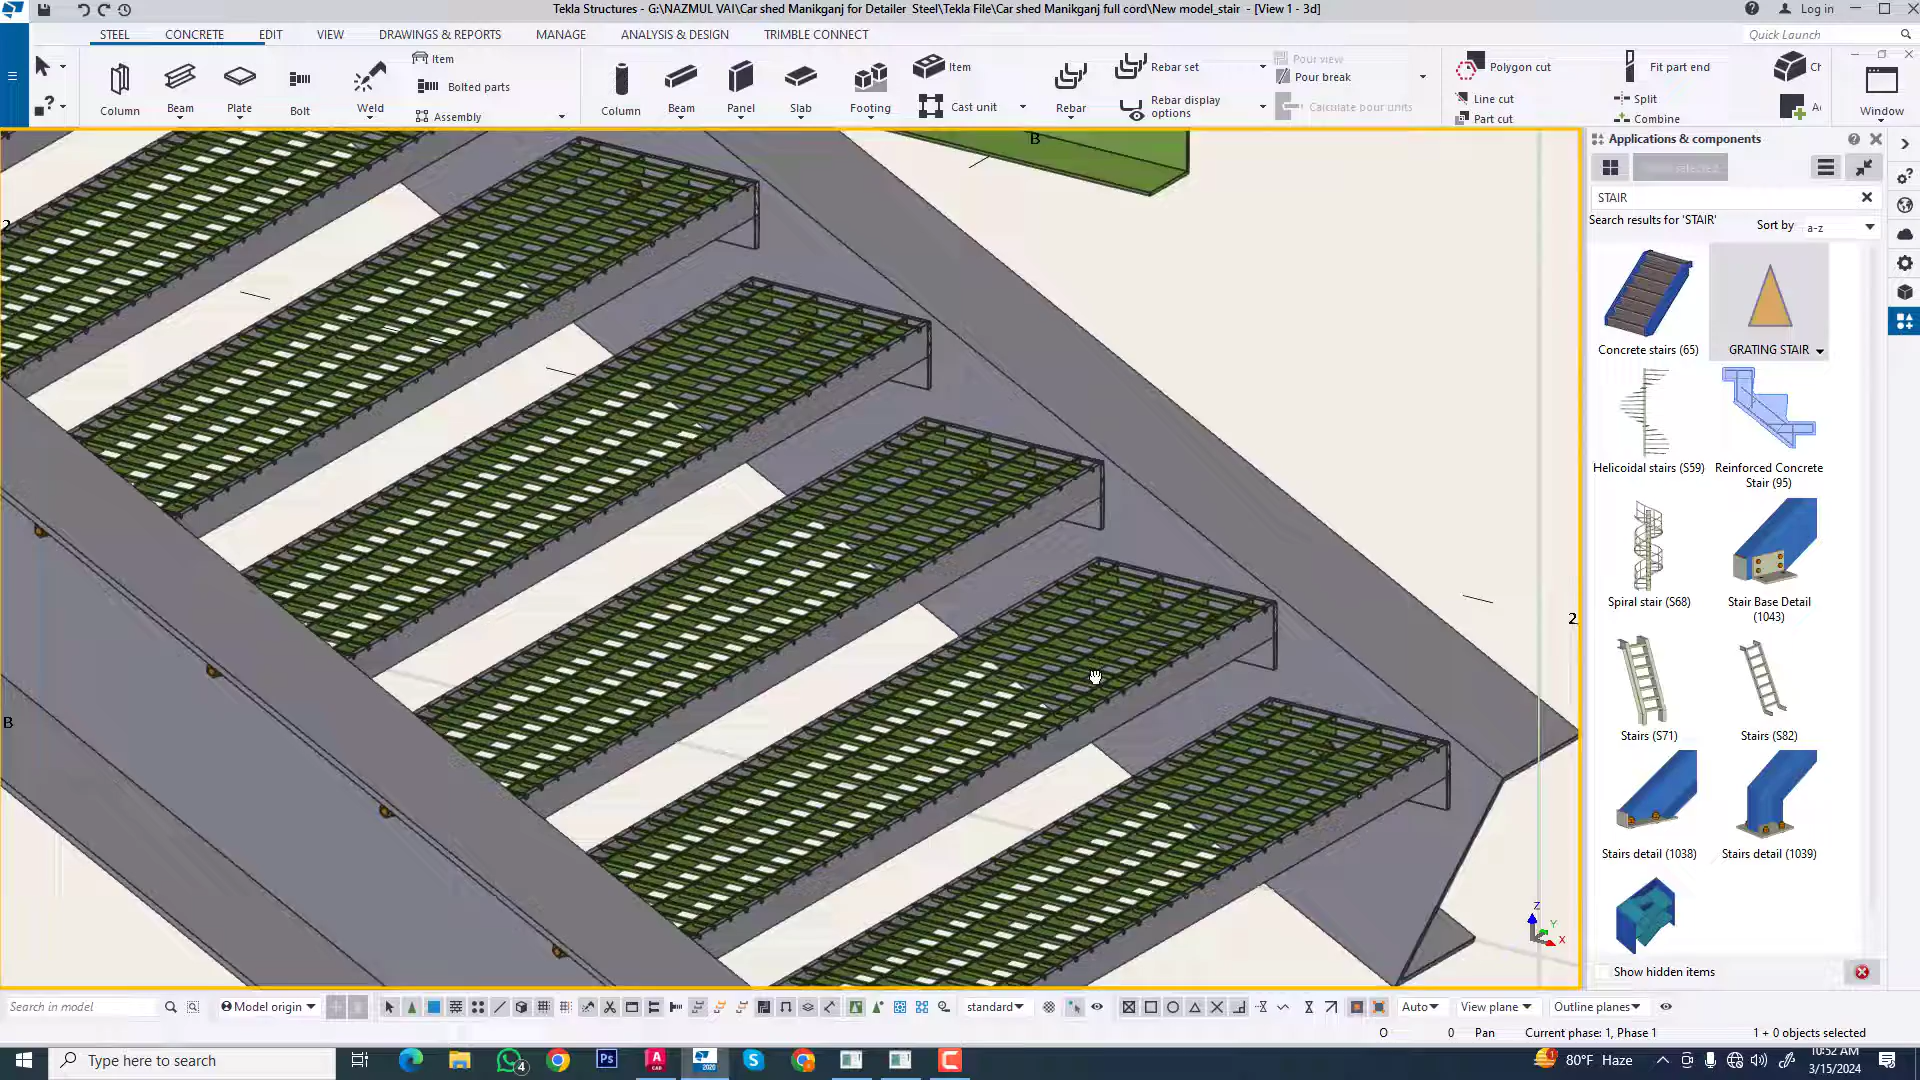 Tekla Structures - G:\NAZMUL VAI\Car shed Manikganj for Detailer Steel\Tekla File\Car shed Manikganj full cord\New model_stair - [View 1 - 3d]
Log in
STEEL CONCRETE EDIT VIEW DRAWINGS & REPORTS MANAGE ANALYSIS & DESIGN TRIMBLE CONNECT
Quick Launch
Column
Beam
Plate
Bolt
Weld
Item
Bolted parts
Assembly
Column
Beam
Panel
Slab
Footing
Item
Cast unit
Rebar
Rebar set
Rebar display options
Pour view
Pour break
Calculate pour units
Polygon cut
Line cut
Part cut
Fit part end
Split
Combine
Window
B
2
B
2
Z
Y
X
Applications & components
STAIR
Search results for 'STAIR'
Sort by a-z
Concrete stairs (65)
GRATING STAIR
Helicoidal stairs (S59)
Reinforced Concrete Stair (95)
Spiral stair (S68)
Stair Base Detail (1043)
Stairs (S71)
Stairs (S82)
Stairs detail (1038)
Stairs detail (1039)
Show hidden items
Search in model
Model origin
standard
Auto
View plane
Outline planes
O 0 Pan Current phase: 1, Phase 1 1 + 0 objects selected
Type here to search
4
80°F Haze
10:52 AM
3/15/2024